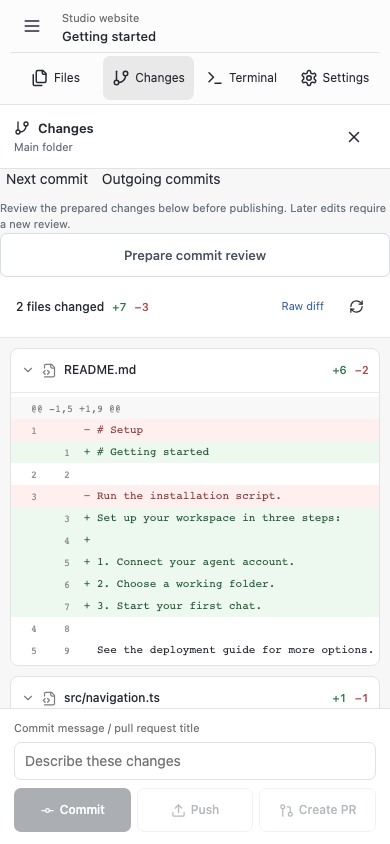 Studio website
Getting started
Files
Changes
Terminal
Settings
Changes
Main folder
Next commit Outgoing commits
Review the prepared changes below before publishing. Later edits require
a new review.
Prepare commit review
2 files changed +7 −3 Raw diff
README.md +6 −2
@@ −1,5 +1,9 @@
1 − # Setup
1 + # Getting started
2 2
3 − Run the installation script.
3 + Set up your workspace in three steps:
4 +
5 + 1. Connect your agent account.
6 + 2. Choose a working folder.
7 + 3. Start your first chat.
4 8
5 9 See the deployment guide for more options.
src/navigation.ts +1 −1
Commit message / pull request title
Describe these changes
Commit
Push
Create PR